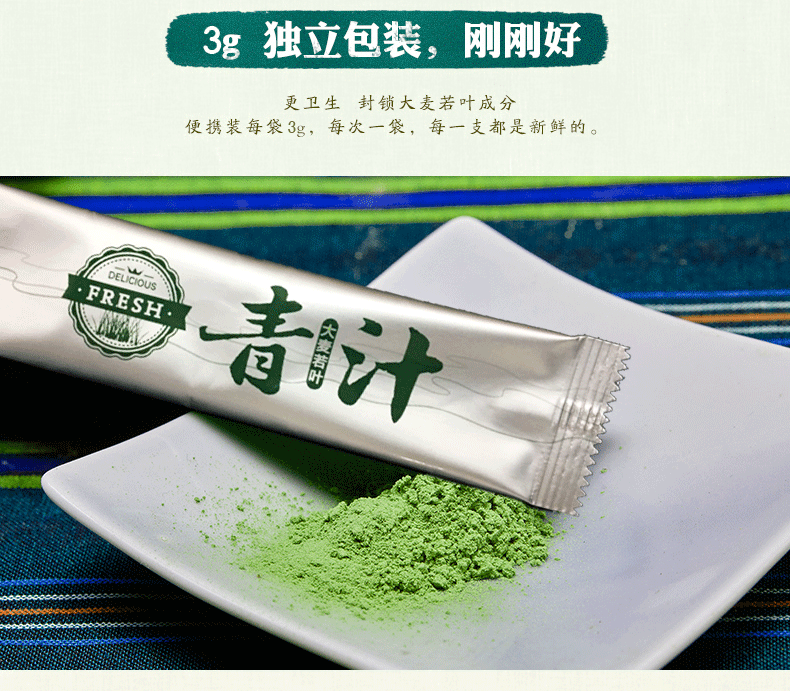 3g 独立包装，刚刚好
更卫生 封锁大麦若叶成分
便携装每袋3g，每次一袋，每一支都是新鲜的。
DELICIOUS
FRESH
青汁
大麦若叶